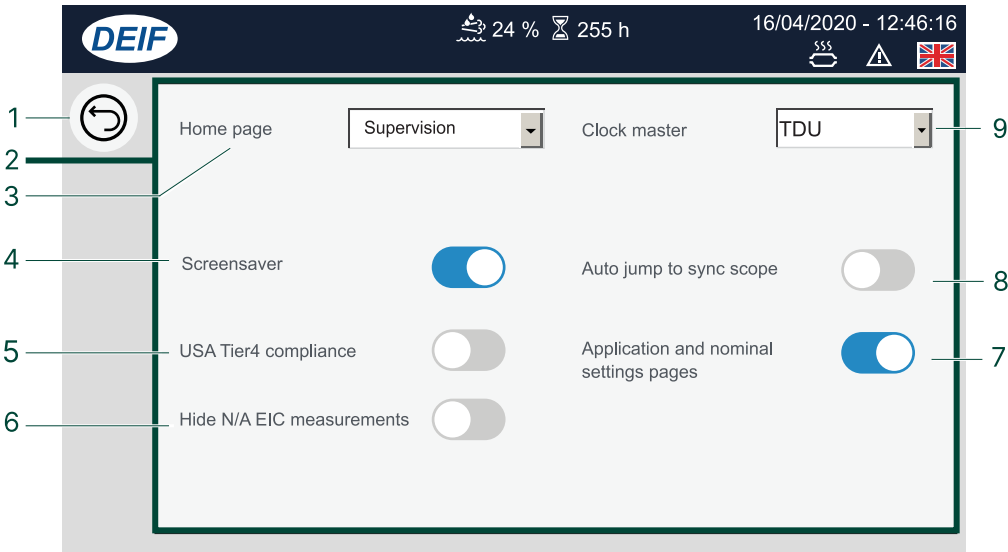 DEIF
24 % 255 h
16/04/2020 - 12:46:16
1
2
3
4
5
6
Home page Supervision
Clock master TDU
9
Screensaver
Auto jump to sync scope
8
USA Tier4 compliance
Application and nominal
settings pages
7
Hide N/A EIC measurements